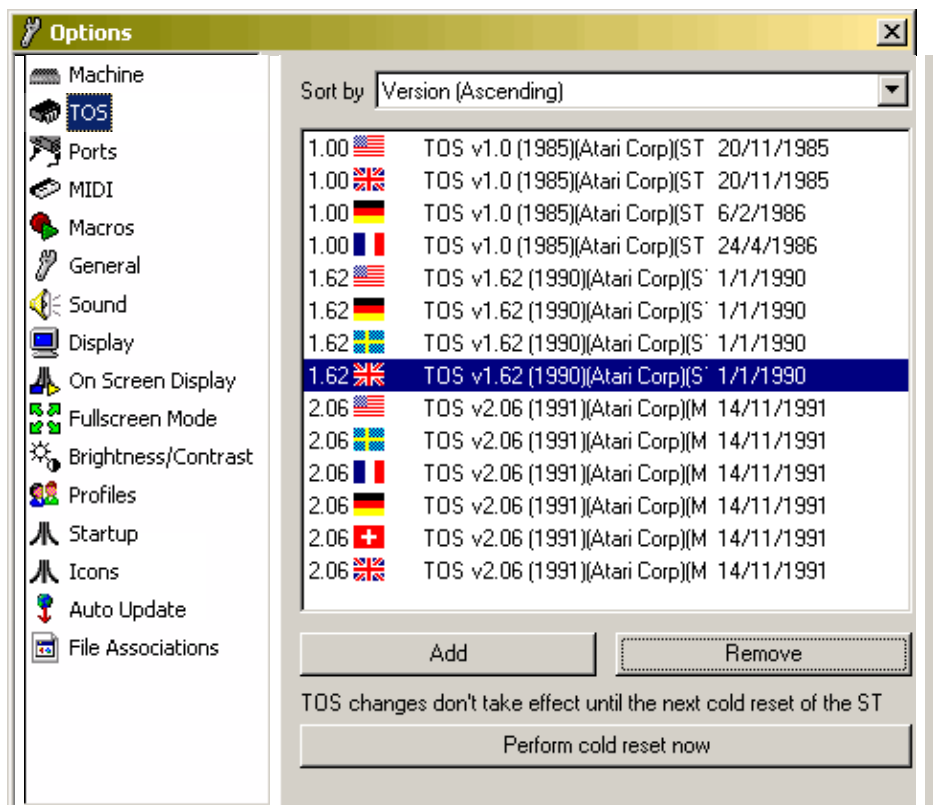 Options
Machine
TOS
Ports
MIDI
Macros
General
Sound
Display
On Screen Display
Fullscreen Mode
Brightness/Contrast
Profiles
Startup
Icons
Auto Update
File Associations
Sort by Version (Ascending)
1.00 TOS v1.0 (1985)(Atari Corp)(ST 20/11/1985
1.00 TOS v1.0 (1985)(Atari Corp)(ST 20/11/1985
1.00 TOS v1.0 (1985)(Atari Corp)(ST 6/2/1986
1.00 TOS v1.0 (1985)(Atari Corp)(ST 24/4/1986
1.62 TOS v1.62 (1990)(Atari Corp)(S 1/1/1990
1.62 TOS v1.62 (1990)(Atari Corp)(S 1/1/1990
1.62 TOS v1.62 (1990)(Atari Corp)(S 1/1/1990
1.62 TOS v1.62 (1990)(Atari Corp)(S 1/1/1990
2.06 TOS v2.06 (1991)(Atari Corp)(M 14/11/1991
2.06 TOS v2.06 (1991)(Atari Corp)(M 14/11/1991
2.06 TOS v2.06 (1991)(Atari Corp)(M 14/11/1991
2.06 TOS v2.06 (1991)(Atari Corp)(M 14/11/1991
2.06 TOS v2.06 (1991)(Atari Corp)(M 14/11/1991
2.06 TOS v2.06 (1991)(Atari Corp)(M 14/11/1991
Add Remove
TOS changes don't take effect until the next cold reset of the ST
Perform cold reset now